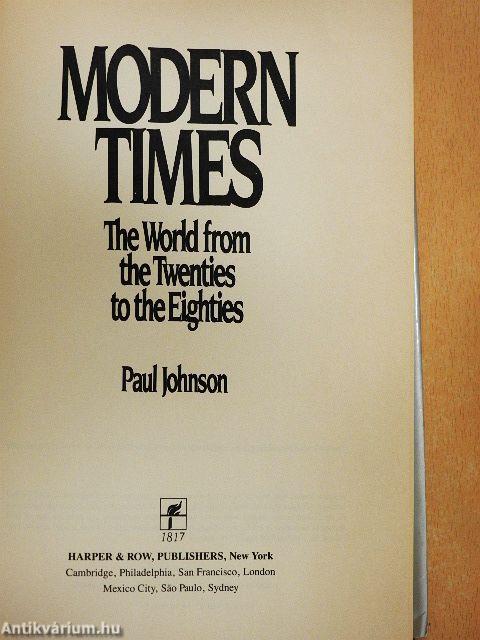 MODERN
TIMES
The World from
the Twenties
to the Eighties
Paul Johnson
1817
HARPER & ROW, PUBLISHERS, New York
Cambridge, Philadelphia, San Francisco, London
Mexico City, São Paulo, Sydney
Antikvárium.hu